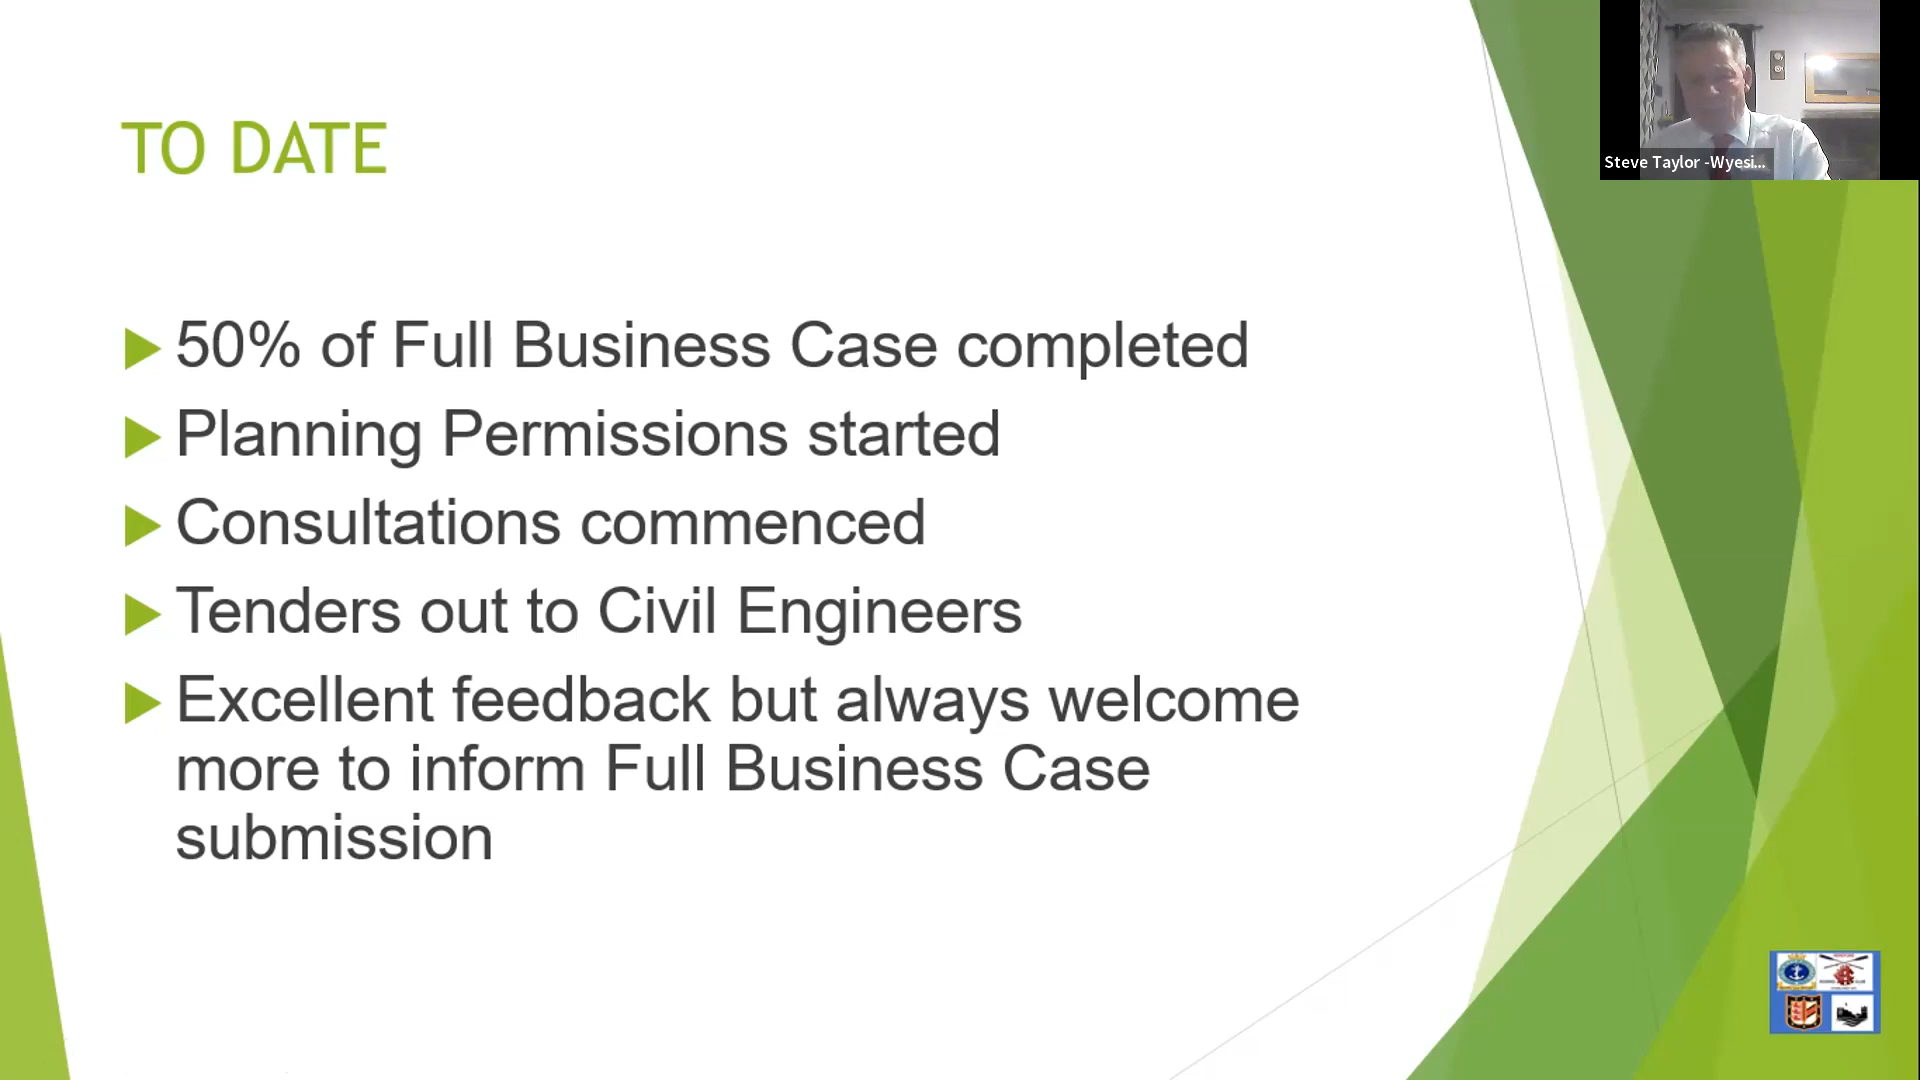 TO DATE
50% of Full Business Case completed
Planning Permissions started
Consultations commenced
Tenders out to Civil Engineers
Excellent feedback but always welcome
more to inform Full Business Case
submission
Steve Taylor -Wyesi...